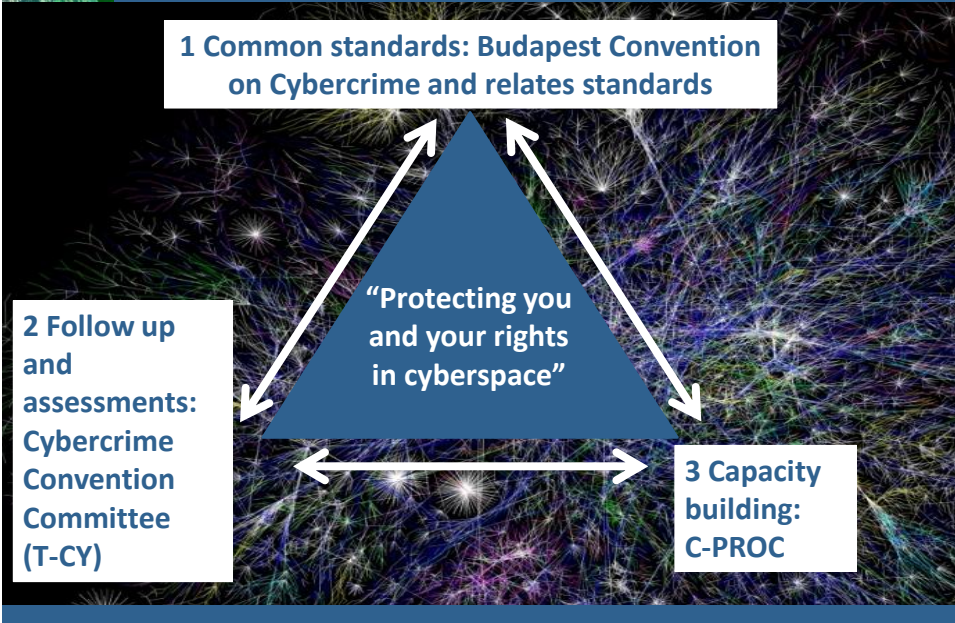 1 Common standards: Budapest Convention
on Cybercrime and relates standards
“Protecting you
and your rights
in cyberspace”
2 Follow up
and
assessments:
Cybercrime
Convention
Committee
(T-CY)
3 Capacity
building:
C-PROC